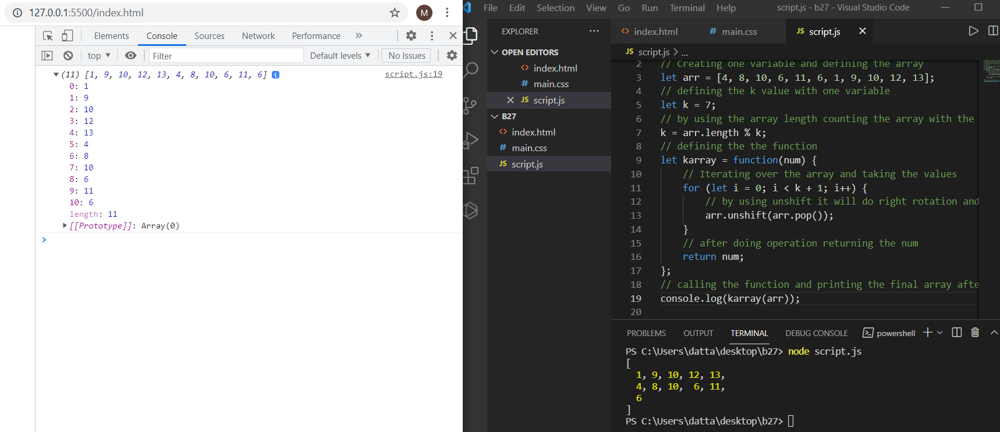 127.0.0.1:5500/index.html
M
Elements Console Sources Network Performance »
top Filter Default levels No Issues
(11) [1, 9, 10, 12, 13, 4, 8, 10, 6, 11, 6] i script.js:19
0: 1
1: 9
2: 10
3: 12
4: 13
5: 4
6: 8
7: 10
8: 6
9: 11
10: 6
length: 11
[[Prototype]]: Array(0)
>
File Edit Selection View Go Run Terminal Help script.js - b27 - Visual Studio Code
EXPLORER ...
OPEN EDITORS
<> index.html
# main.css
JS script.js
B27
<> index.html
# main.css
JS script.js
<> index.html # main.css JS script.js
JS script.js > ...
2 // Creating one variable and defining the array
3 let arr = [4, 8, 10, 6, 11, 6, 1, 9, 10, 12, 13];
4 // defining the k value with one variable
5 let k = 7;
6 // by using the array length counting the array with the
7 k = arr.length % k;
8 // defining the the function
9 let karray = function(num) {
10 // Iterating over the array and taking the values
11 for (let i = 0; i < k + 1; i++) {
12 // by using unshift it will do right rotation and
13 arr.unshift(arr.pop());
14 }
15 // after doing operation returning the num
16 return num;
17 };
18 // calling the function and printing the final array afte
19 console.log(karray(arr));
20
PROBLEMS OUTPUT TERMINAL DEBUG CONSOLE powershell
PS C:\Users\datta\desktop\b27> node script.js
[
1, 9, 10, 12, 13,
4, 8, 10, 6, 11,
6
]
PS C:\Users\datta\desktop\b27>